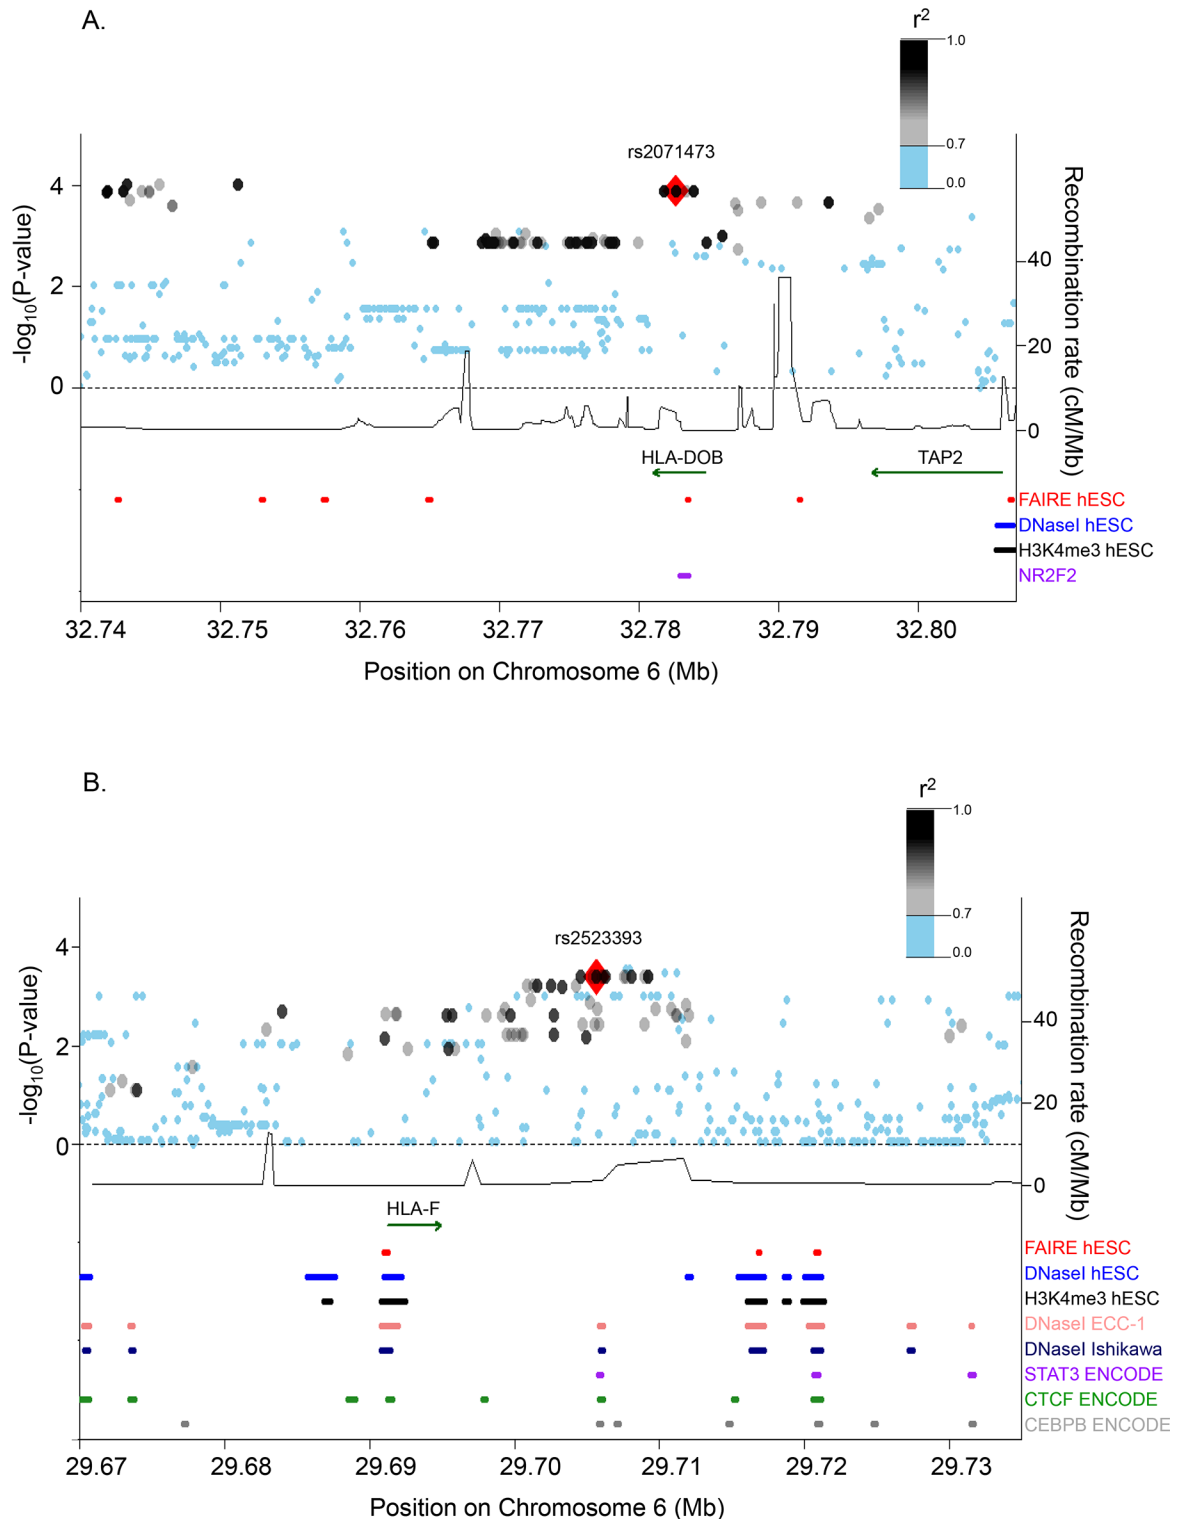 A.
r2
1.0
0.7
0.0
rs2071473
4
2
0
-log10(P-value)
40
20
0
Recombination rate (cM/Mb)
HLA-DOB
TAP2
FAIRE hESC
DNaseI hESC
H3K4me3 hESC
NR2F2
32.74 32.75 32.76 32.77 32.78 32.79 32.80
Position on Chromosome 6 (Mb)
B.
r2
1.0
0.7
0.0
rs2523393
4
2
0
-log10(P-value)
40
20
0
Recombination rate (cM/Mb)
HLA-F
FAIRE hESC
DNaseI hESC
H3K4me3 hESC
DNaseI ECC-1
DNaseI Ishikawa
STAT3 ENCODE
CTCF ENCODE
CEBPB ENCODE
29.67 29.68 29.69 29.70 29.71 29.72 29.73
Position on Chromosome 6 (Mb)